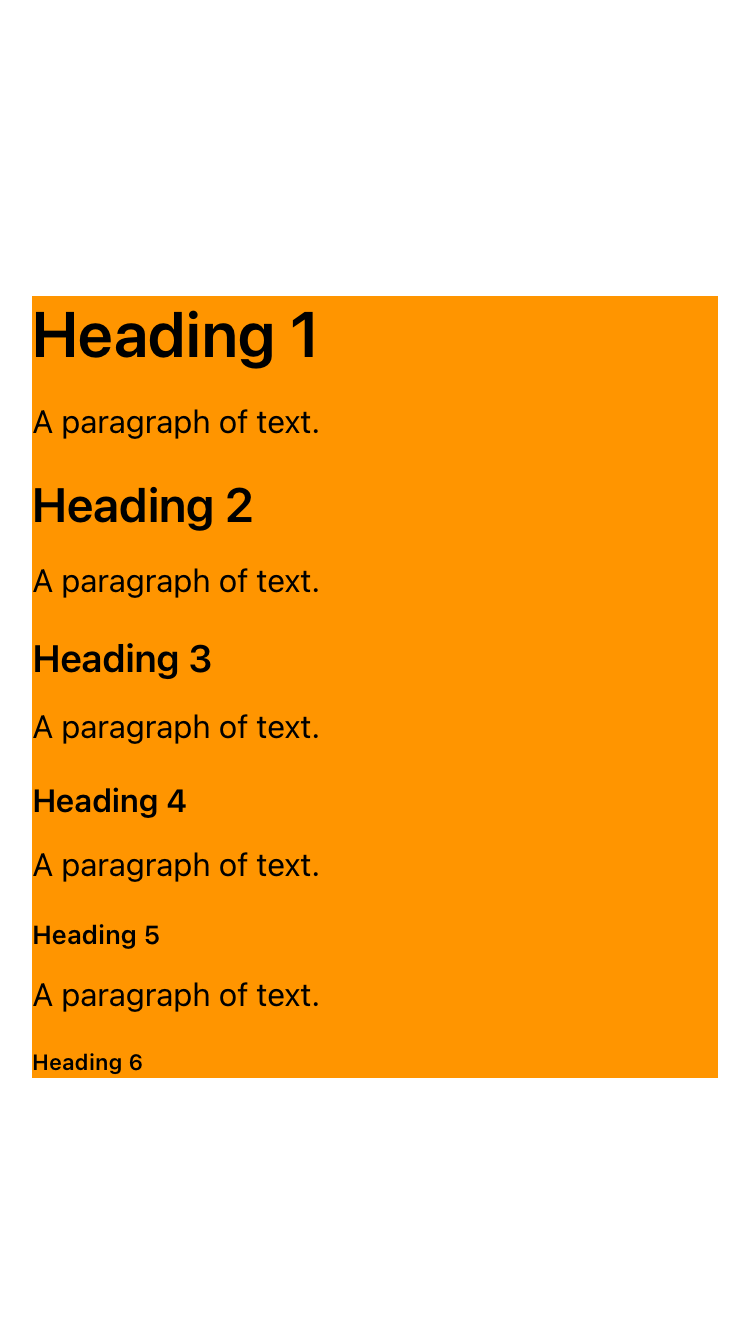 Heading 1
A paragraph of text.
Heading 2
A paragraph of text.
Heading 3
A paragraph of text.
Heading 4
A paragraph of text.
Heading 5
A paragraph of text.
Heading 6